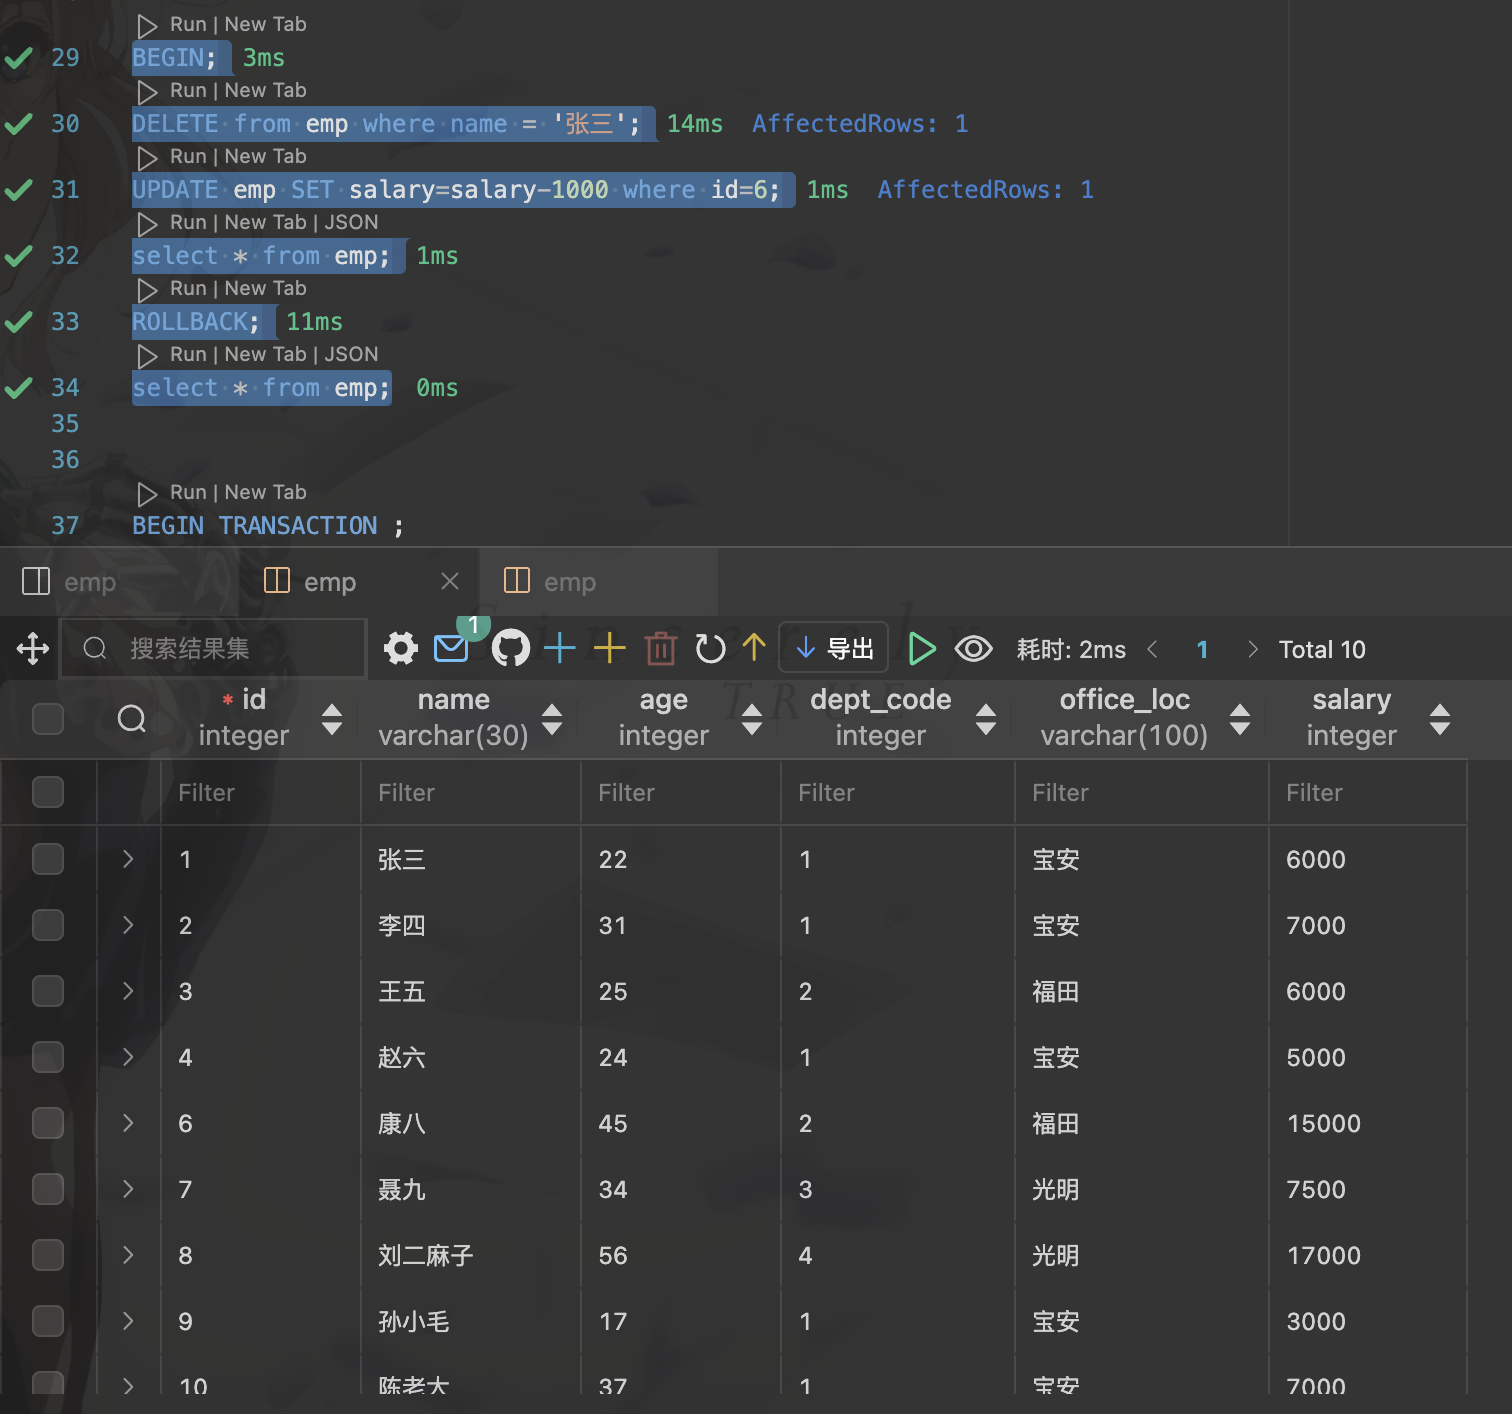 Run | New Tab
29 BEGIN; 3ms
Run | New Tab
30 DELETE from emp where name = '张三'; 14ms AffectedRows: 1
Run | New Tab
31 UPDATE emp SET salary=salary-1000 where id=6; 1ms AffectedRows: 1
Run | New Tab | JSON
32 select * from emp; 1ms
Run | New Tab
33 ROLLBACK; 11ms
Run | New Tab | JSON
34 select * from emp; 0ms
35
36
Run | New Tab
37 BEGIN TRANSACTION ;
emp emp emp
搜索结果集 1 导出 耗时: 2ms 1 Total 10
Sincerely
TRUE
* id name age dept_code office_loc salary
integer varchar(30) integer integer varchar(100) integer
Filter Filter Filter Filter Filter Filter
1 张三 22 1 宝安 6000
2 李四 31 1 宝安 7000
3 王五 25 2 福田 6000
4 赵六 24 1 宝安 5000
6 康八 45 2 福田 15000
7 聂九 34 3 光明 7500
8 刘二麻子 56 4 光明 17000
9 孙小毛 17 1 宝安 3000
10 陈老大 37 1 宝安 7000